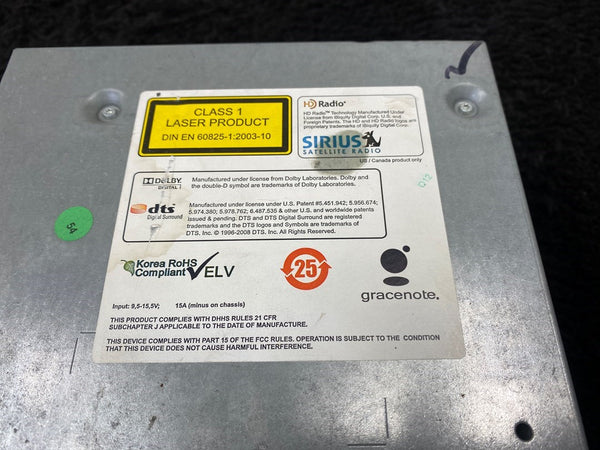 CLASS 1
LASER PRODUCT
DIN EN 60825-1:2003-10
HD Radio®
HD Radio™ Technology Manufactured Under
License from iBiquity Digital Corp. U.S. and
Foreign Patents. The HD and HD Radio logos are
proprietary trademarks of iBiquity Digital Corp.
SIRIUS
SATELLITE RADIO
US / Canada product only
DOLBY
DIGITAL
Manufactured under license from Dolby Laboratories. Dolby and
the double-D symbol are trademarks of Dolby Laboratories.
dts
Digital Surround
Manufactured under license under U.S. Patent #5.451,942; 5.956.674;
5.974.380; 5.978,762; 6.487,535 & other U.S. and worldwide patents
issued & pending. DTS and DTS Digital Surround are registered
trademarks and the DTS logos and Symbols are trademarks of
DTS, Inc. © 1996-2008 DTS, Inc. All Rights Reserved.
Q12
54
Korea RoHS
Compliant
ELV
25
gracenote.
Input: 9,5-15,5V; 15A (minus on chassis)
THIS PRODUCT COMPLIES WITH DHHS RULES 21 CFR
SUBCHAPTER J APPLICABLE TO THE DATE OF MANUFACTURE.
THIS DEVICE COMPLIES WITH PART 15 OF THE FCC RULES. OPERATION IS SUBJECT TO THE CONDITION
THAT THIS DEVICE DOES NOT CAUSE HARMFUL INTERFERENCE.